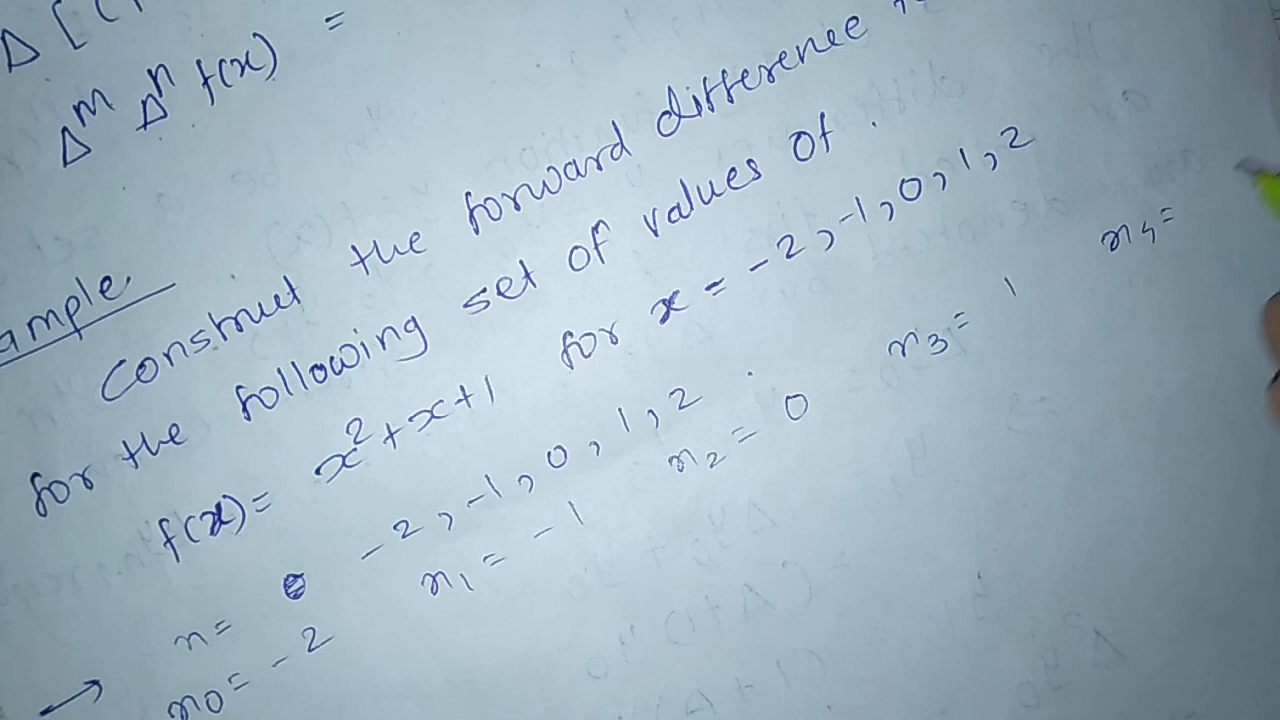 Δ [ (
Δ^m Δ^n f(x) =
ample.
Construct the forward difference
for the following set of values of .
f(x) = x^2+x+1 for x = -2, -1, 0, 1, 2
x = -2, -1, 0, 1, 2 .
→ x0 = -2 x1 = -1 x2 = 0 x3 = 1 x4 =